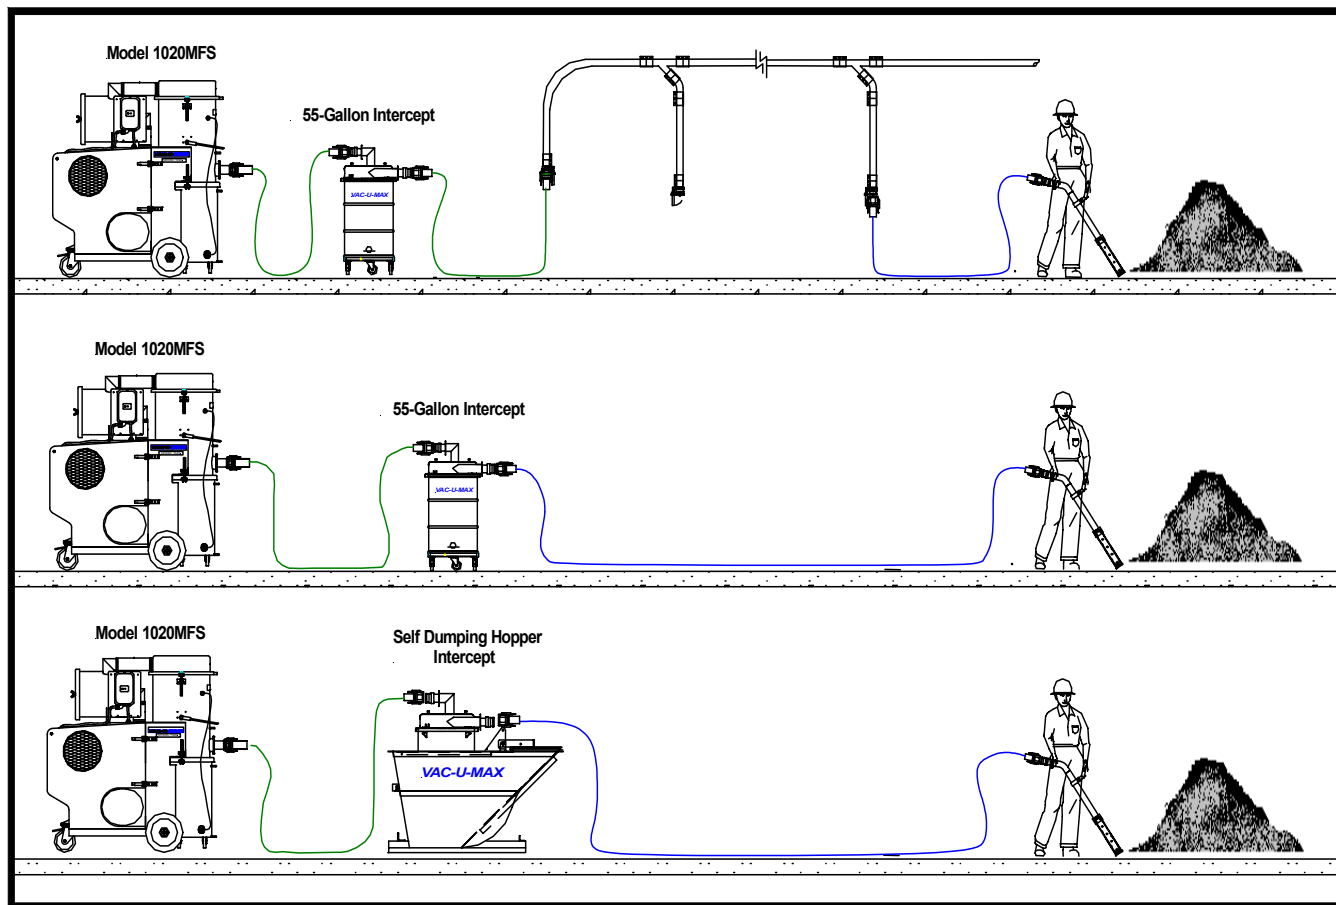 Model 1020MFS
55-Gallon Intercept
VAC-U-MAX
Model 1020MFS
55-Gallon Intercept
VAC-U-MAX
Model 1020MFS
Self Dumping Hopper
Intercept
VAC-U-MAX